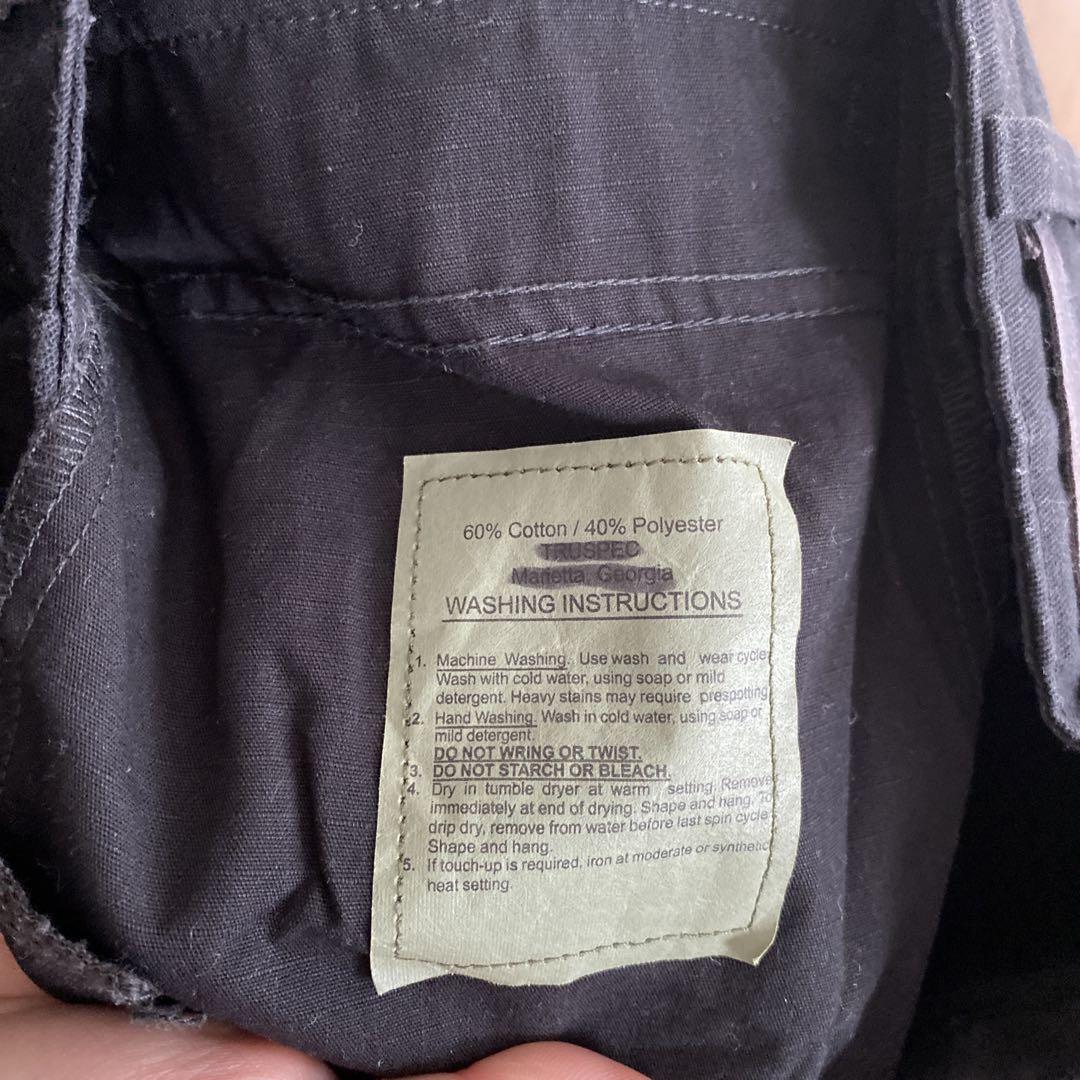 60% Cotton / 40% Polyester
TRUSPEC
Marietta, Georgia
WASHING INSTRUCTIONS
1. Machine Washing. Use wash and wear cycle
Wash with cold water, using soap or mild
detergent. Heavy stains may require prespotting
2. Hand Washing. Wash in cold water, using soap or
mild detergent.
DO NOT WRING OR TWIST.
3. DO NOT STARCH OR BLEACH.
4. Dry in tumble dryer at warm setting. Remove
immediately at end of drying. Shape and hang. To
drip dry, remove from water before last spin cycle
Shape and hang.
5. If touch-up is required, iron at moderate or synthetic
heat setting.